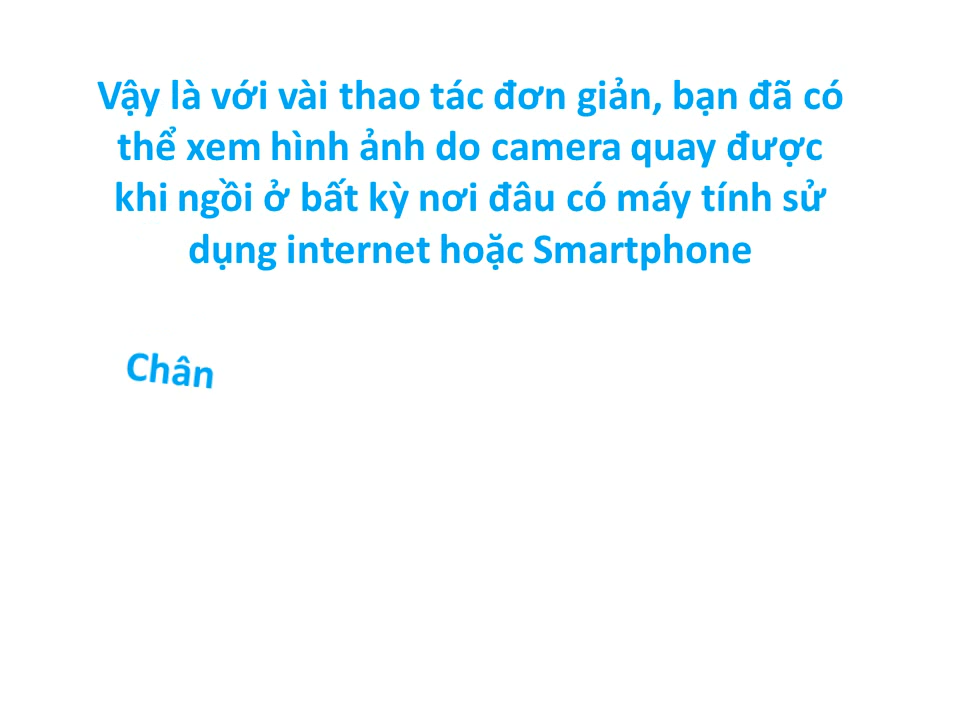 Vậy là với vài thao tác đơn giản, bạn đã có
thể xem hình ảnh do camera quay được
khi ngồi ở bất kỳ nơi đâu có máy tính sử
dụng internet hoặc Smartphone
Chân